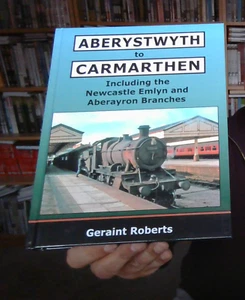 ABERYSTWYTH
to
CARMARTHEN
Including the
Newcastle Emlyn and
Aberayron Branches
Geraint Roberts